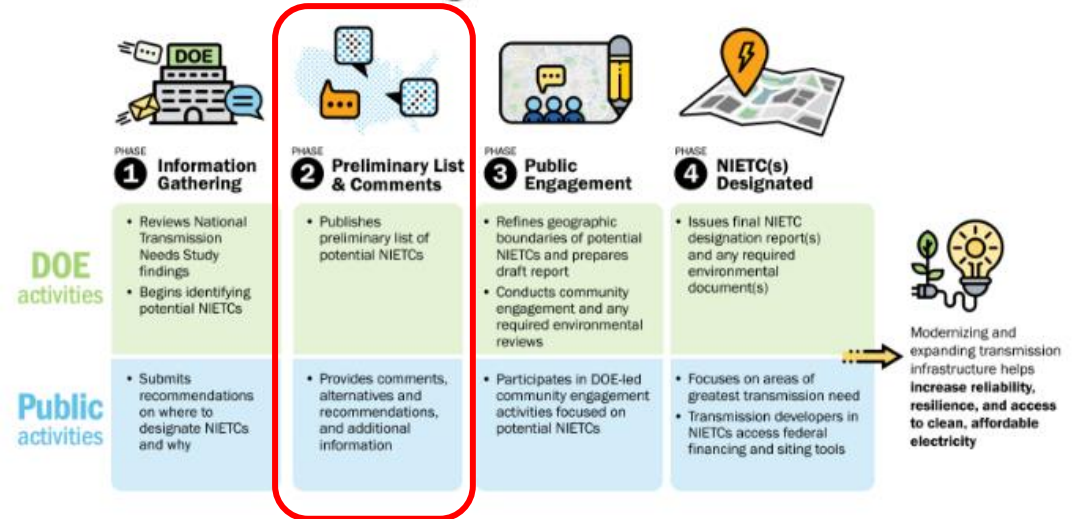 DOE
PHASE
1 Information
Gathering
PHASE
2 Preliminary List
& Comments
PHASE
3 Public
Engagement
PHASE
4 NIETC(s)
Designated
DOE
activities
• Reviews National
Transmission
Needs Study
findings
• Begins identifying
potential NIETCs
• Publishes
preliminary list of
potential NIETCs
• Refines geographic
boundaries of potential
NIETCs and prepares
draft report
• Conducts community
engagement and any
required environmental
reviews
• Issues final NIETC
designation report(s)
and any required
environmental
document(s)
Public
activities
• Submits
recommendations
on where to
designate NIETCs
and why
• Provides comments,
alternatives and
recommendations,
and additional
information
• Participates in DOE-led
community engagement
activities focused on
potential NIETCs
• Focuses on areas of
greatest transmission need
• Transmission developers in
NIETCs access federal
financing and siting tools
Modernizing and
expanding transmission
infrastructure helps
increase reliability,
resilience, and access
to clean, affordable
electricity